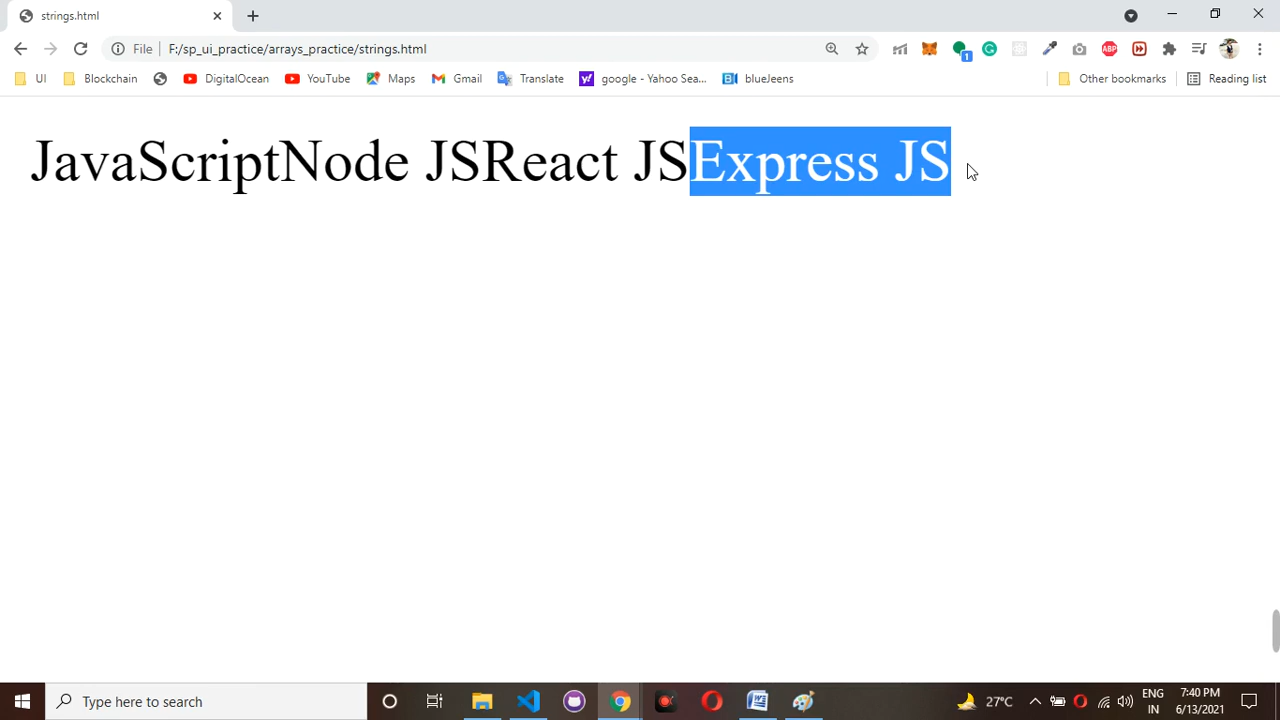 strings.html
File F:/sp_ui_practice/arrays_practice/strings.html
1 ABP
UI Blockchain DigitalOcean YouTube Maps Gmail Translate google - Yahoo Sea... blueJeens Other bookmarks Reading list
JavaScriptNode JSReact JSExpress JS
Type here to search 27°C ENG IN 7:40 PM 6/13/2021